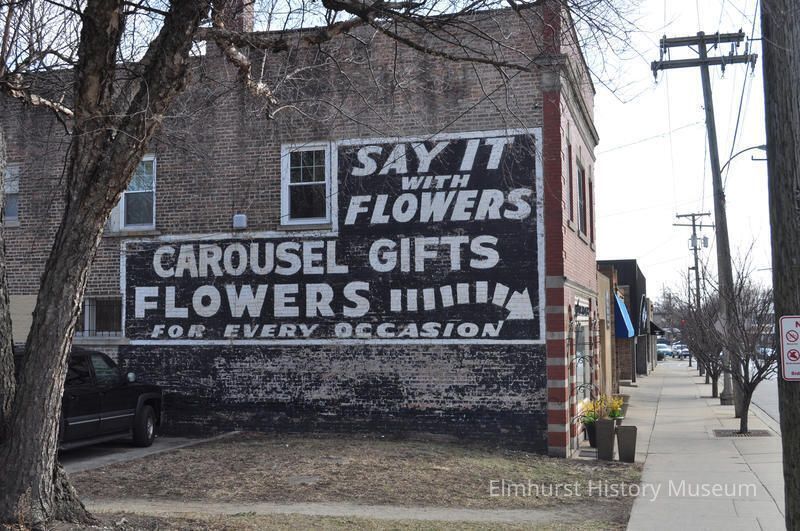 SAY IT
WITH
FLOWERS
CAROUSEL GIFTS
FLOWERS
FOR EVERY OCCASION
Elmhurst History Museum